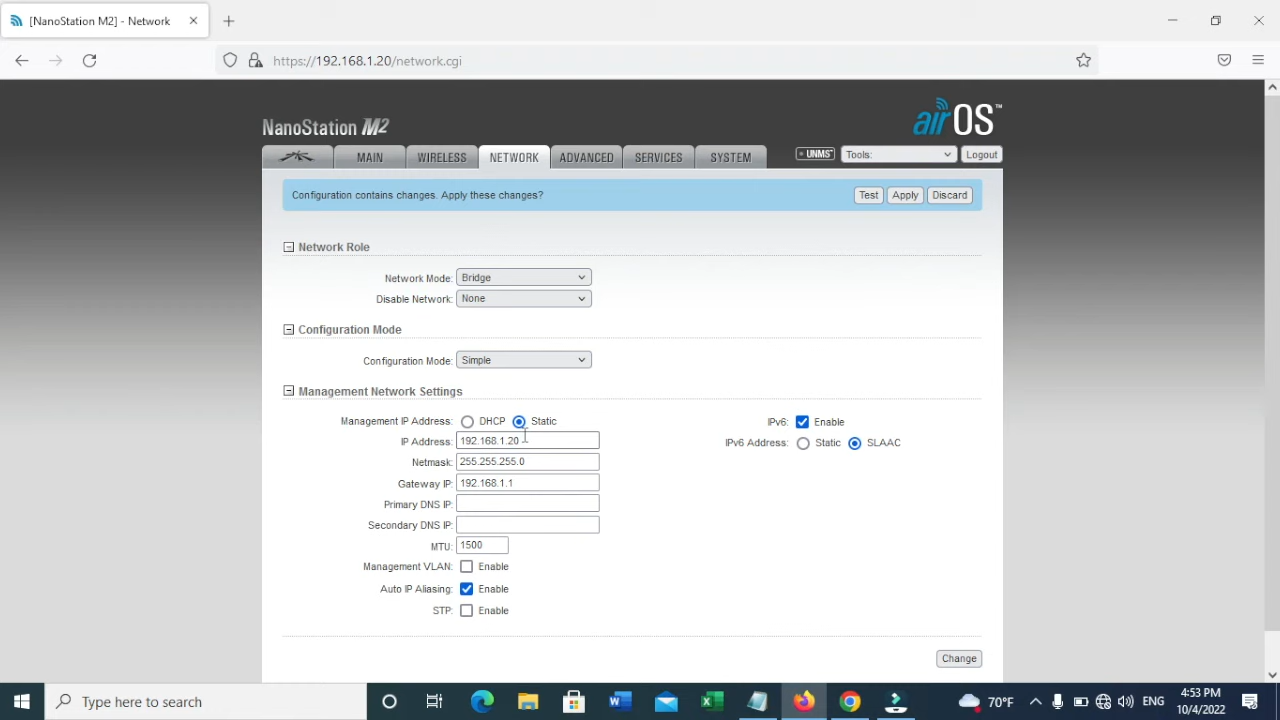 [NanoStation M2] - Network
https://192.168.1.20/network.cgi
NanoStation M2
airOS™
MAIN WIRELESS NETWORK ADVANCED SERVICES SYSTEM UNMS™ Tools: Logout
Configuration contains changes. Apply these changes? Test Apply Discard
Network Role
Network Mode: Bridge
Disable Network: None
Configuration Mode
Configuration Mode: Simple
Management Network Settings
Management IP Address: DHCP Static IPv6: Enable
IP Address: 192.168.1.20 IPv6 Address: Static SLAAC
Netmask: 255.255.255.0
Gateway IP: 192.168.1.1
Primary DNS IP:
Secondary DNS IP:
MTU: 1500
Management VLAN: Enable
Auto IP Aliasing: Enable
STP: Enable
Change
Type here to search 70°F ENG 4:53 PM
10/4/2022